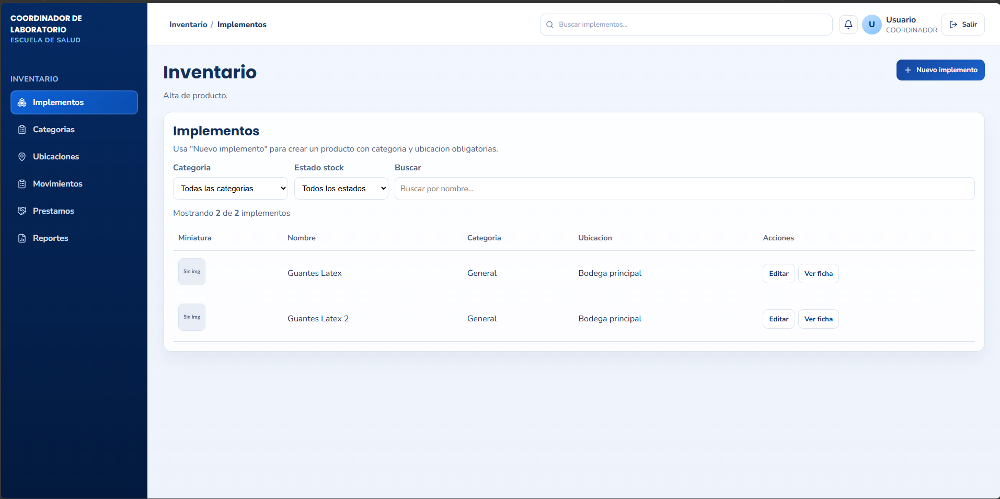 COORDINADOR DE
LABORATORIO
ESCUELA DE SALUD
INVENTARIO
Implementos
Categorias
Ubicaciones
Movimientos
Prestamos
Reportes
Inventario / Implementos
Buscar implementos...
U
Usuario
COORDINADOR
Salir
Inventario
Nuevo implemento
Alta de producto.
Implementos
Usa "Nuevo implemento" para crear un producto con categoria y ubicacion obligatorias.
Categoria Estado stock Buscar
Todas las categorias Todos los estados Buscar por nombre...
Mostrando 2 de 2 implementos
Miniatura Nombre Categoria Ubicacion Acciones
Sin img Guantes Latex General Bodega principal Editar Ver ficha
Sin img Guantes Latex 2 General Bodega principal Editar Ver ficha